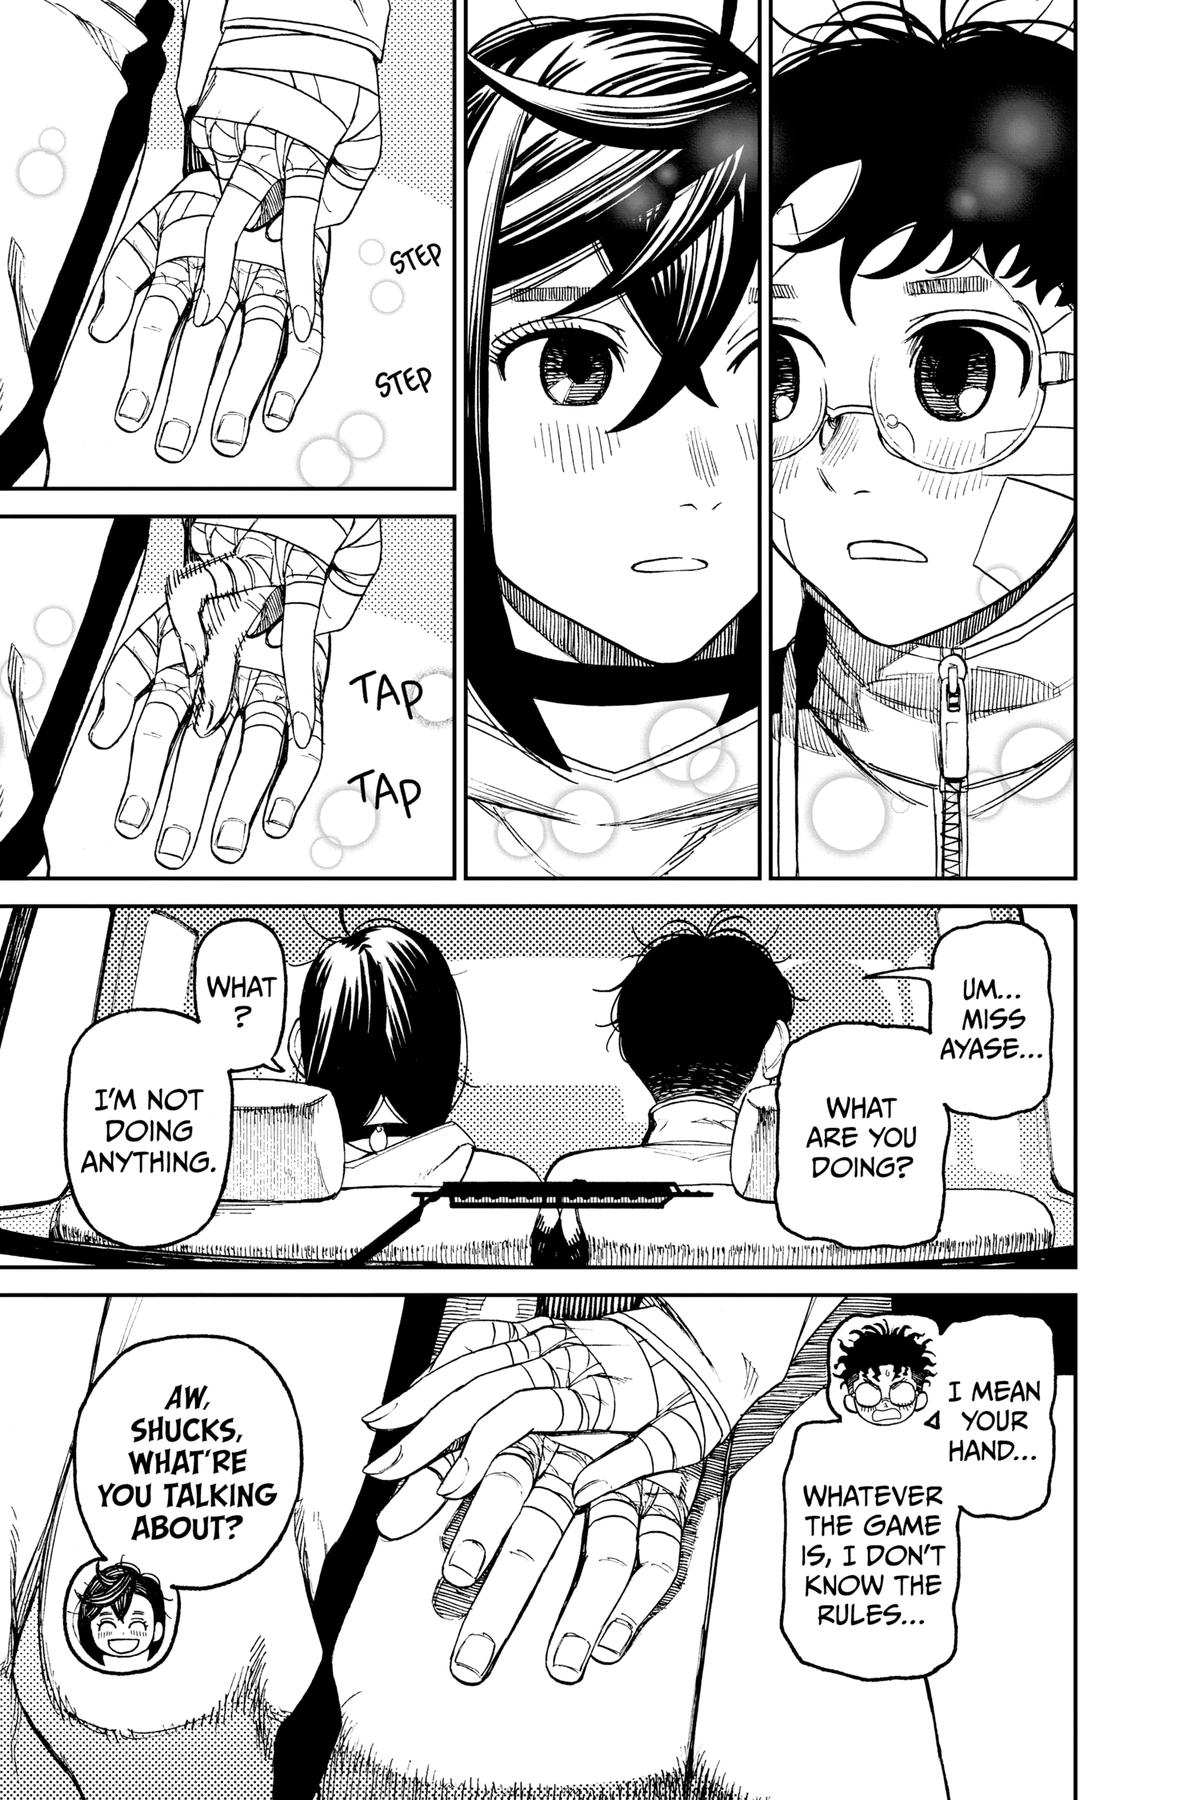 STEP
STEP
TAP
TAP
UM...
MISS
AYASE...
WHAT
ARE YOU
DOING?
WHAT
?
I'M NOT
DOING
ANYTHING.
I MEAN
YOUR
HAND...
WHATEVER
THE GAME
IS, I DON'T
KNOW THE
RULES...
AW,
SHUCKS,
WHAT'RE
YOU TALKING
ABOUT?